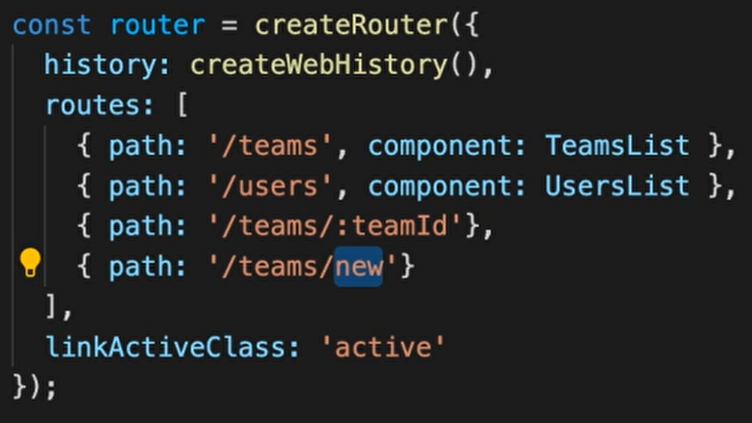 const router = createRouter({
history: createWebHistory(),
routes: [
{ path: '/teams', component: TeamsList },
{ path: '/users', component: UsersList },
{ path: '/teams/:teamId'},
{ path: '/teams/new'}
],
linkActiveClass: 'active'
});